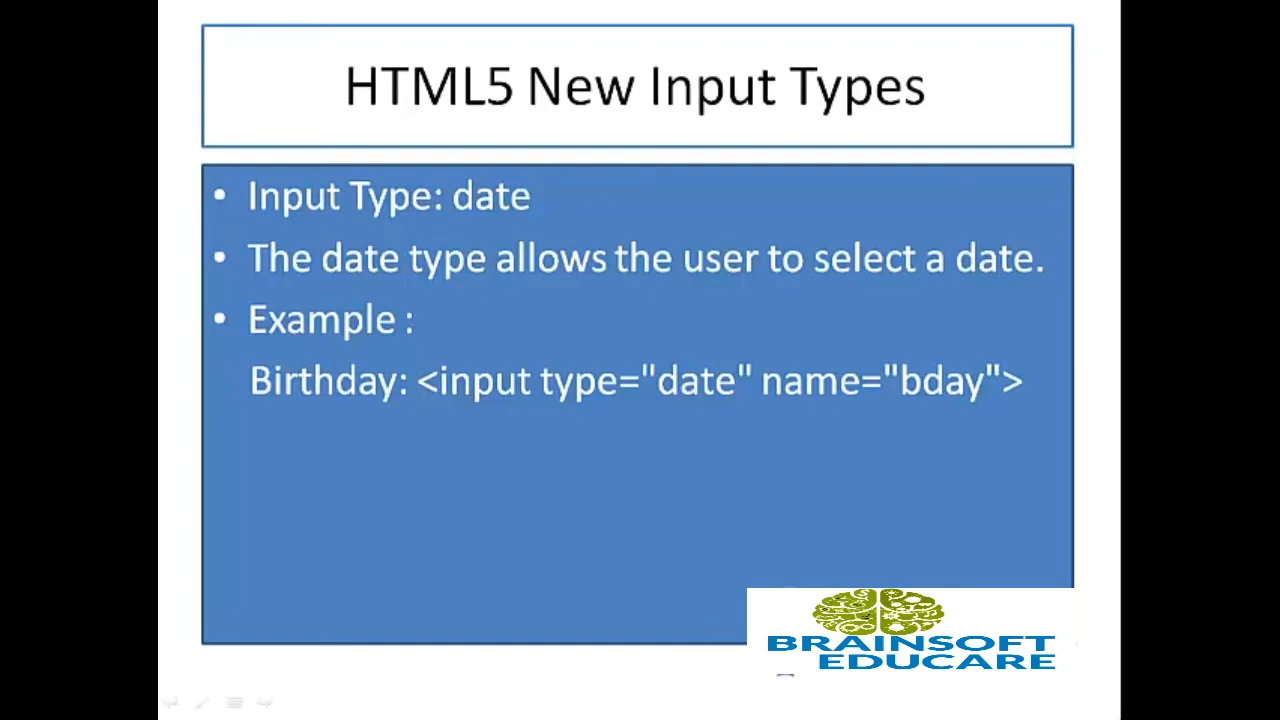 HTML5 New Input Types
• Input Type: date
• The date type allows the user to select a date.
• Example :
Birthday: <input type="date" name="bday">
BRAINSOFT
EDUCARE